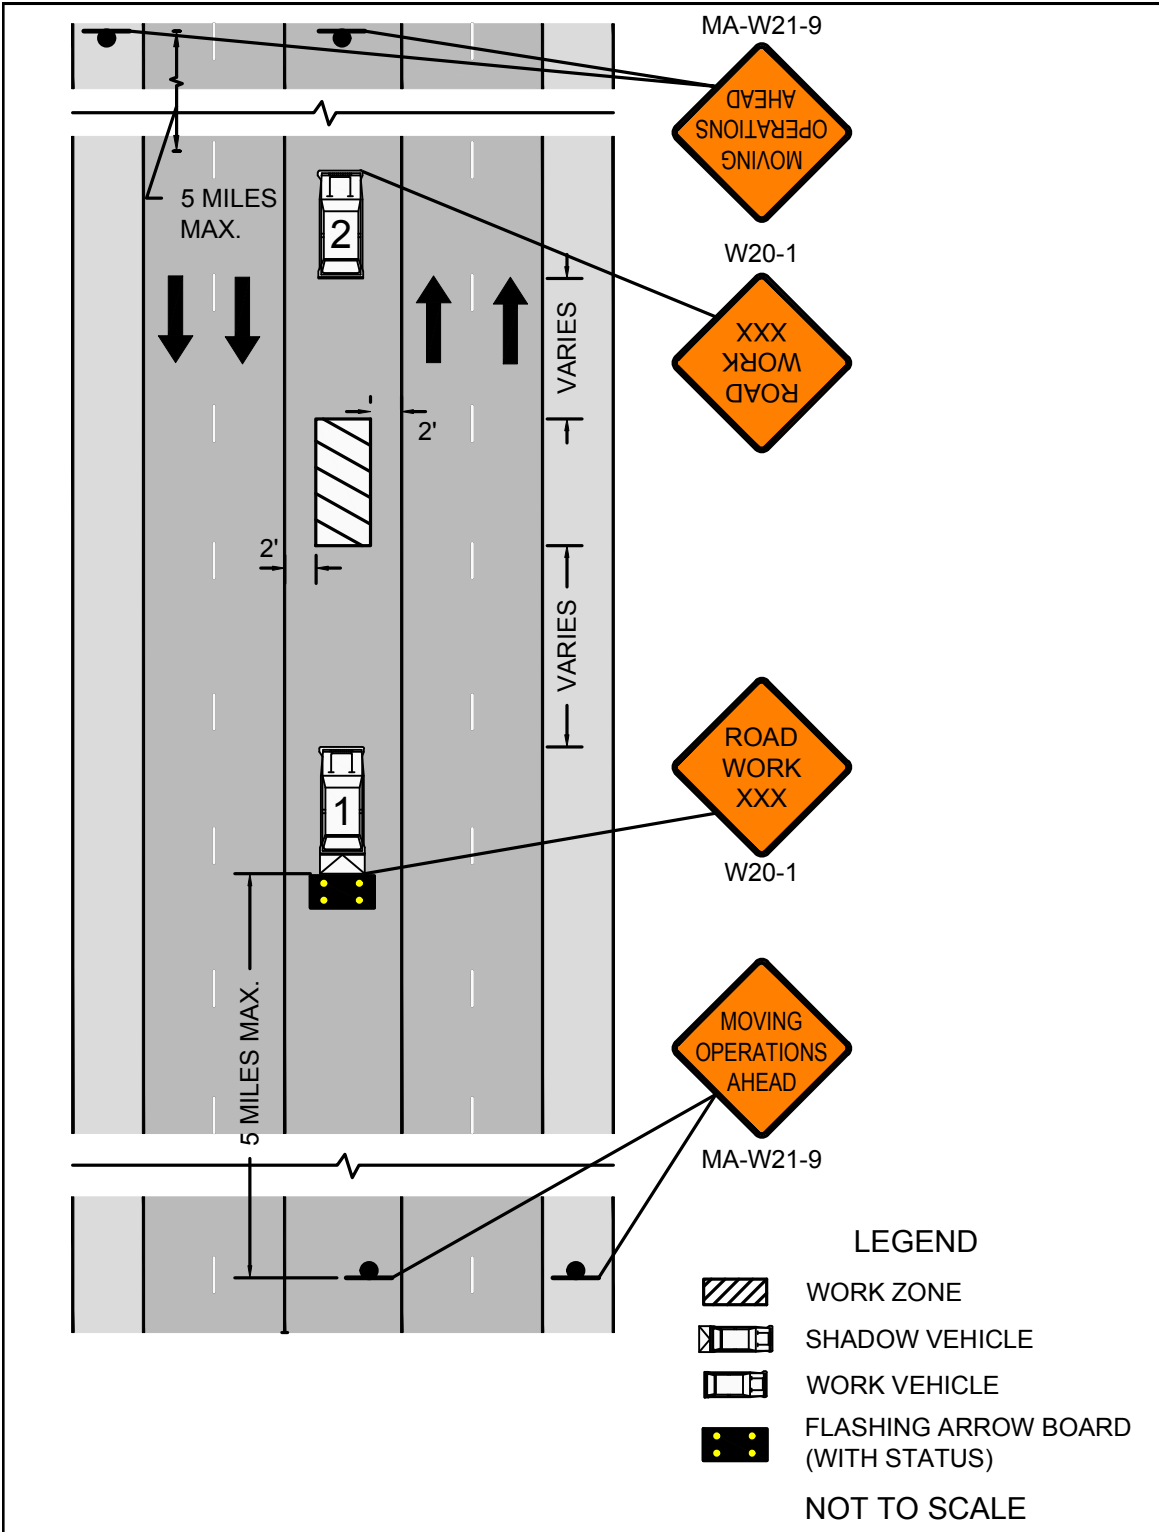 MA-W21-9
MOVING
OPERATIONS
AHEAD
5 MILES
MAX.
2
W20-1
ROAD
WORK
XXX
VARIES
2'
2'
VARIES
1
ROAD
WORK
XXX
W20-1
5 MILES MAX.
MOVING
OPERATIONS
AHEAD
MA-W21-9
LEGEND
WORK ZONE
SHADOW VEHICLE
WORK VEHICLE
FLASHING ARROW BOARD
(WITH STATUS)
NOT TO SCALE